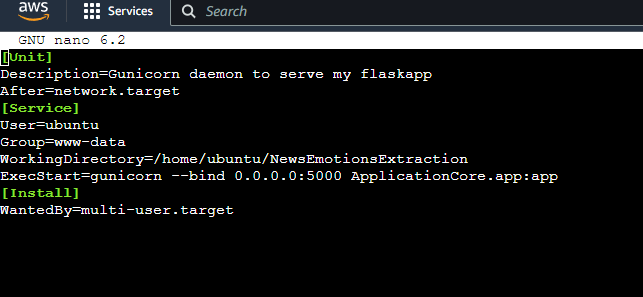 aws
Services
Search
GNU nano 6.2
[Unit]
Description=Gunicorn daemon to serve my flaskapp
After=network.target
[Service]
User=ubuntu
Group=www-data
WorkingDirectory=/home/ubuntu/NewsEmotionsExtraction
ExecStart=gunicorn --bind 0.0.0.0:5000 ApplicationCore.app:app
[Install]
WantedBy=multi-user.target